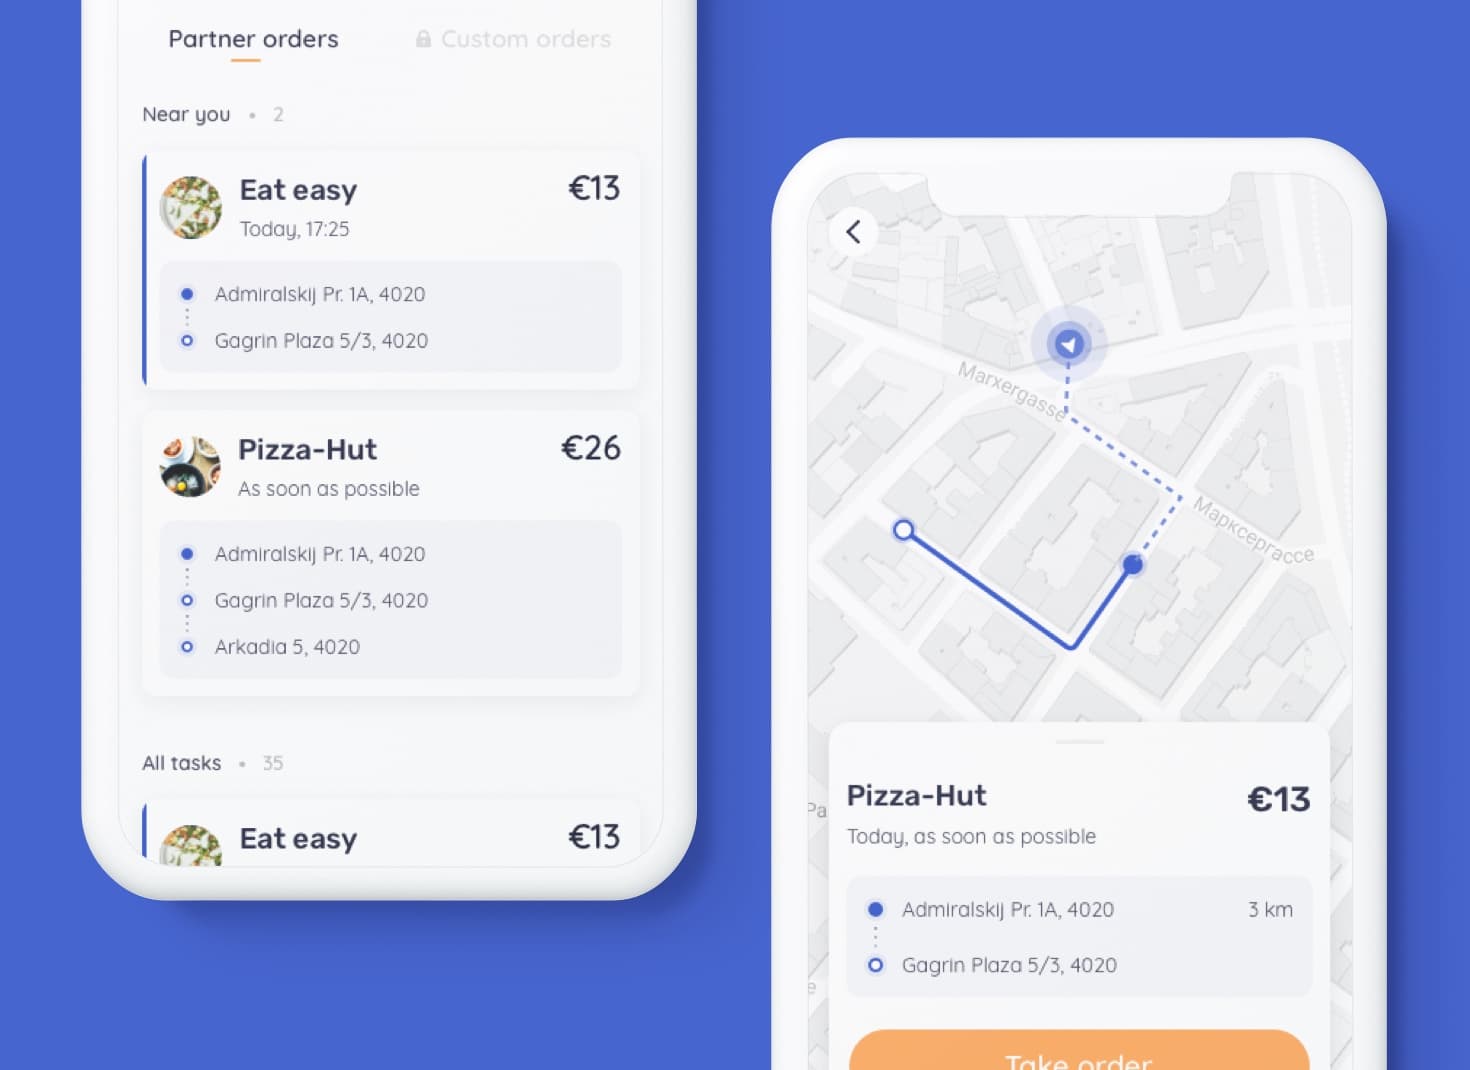 Partner orders
Custom orders
Near you • 2
Eat easy
€13
Today, 17:25
Admiralskij Pr. 1A, 4020
Gagrin Plaza 5/3, 4020
Pizza-Hut
€26
As soon as possible
Admiralskij Pr. 1A, 4020
Gagrin Plaza 5/3, 4020
Arkadia 5, 4020
All tasks • 35
Eat easy
€13
Marxergasse
Марксергассе
Pa
e
Pizza-Hut
€13
Today, as soon as possible
Admiralskij Pr. 1A, 4020
3 km
Gagrin Plaza 5/3, 4020
Take order